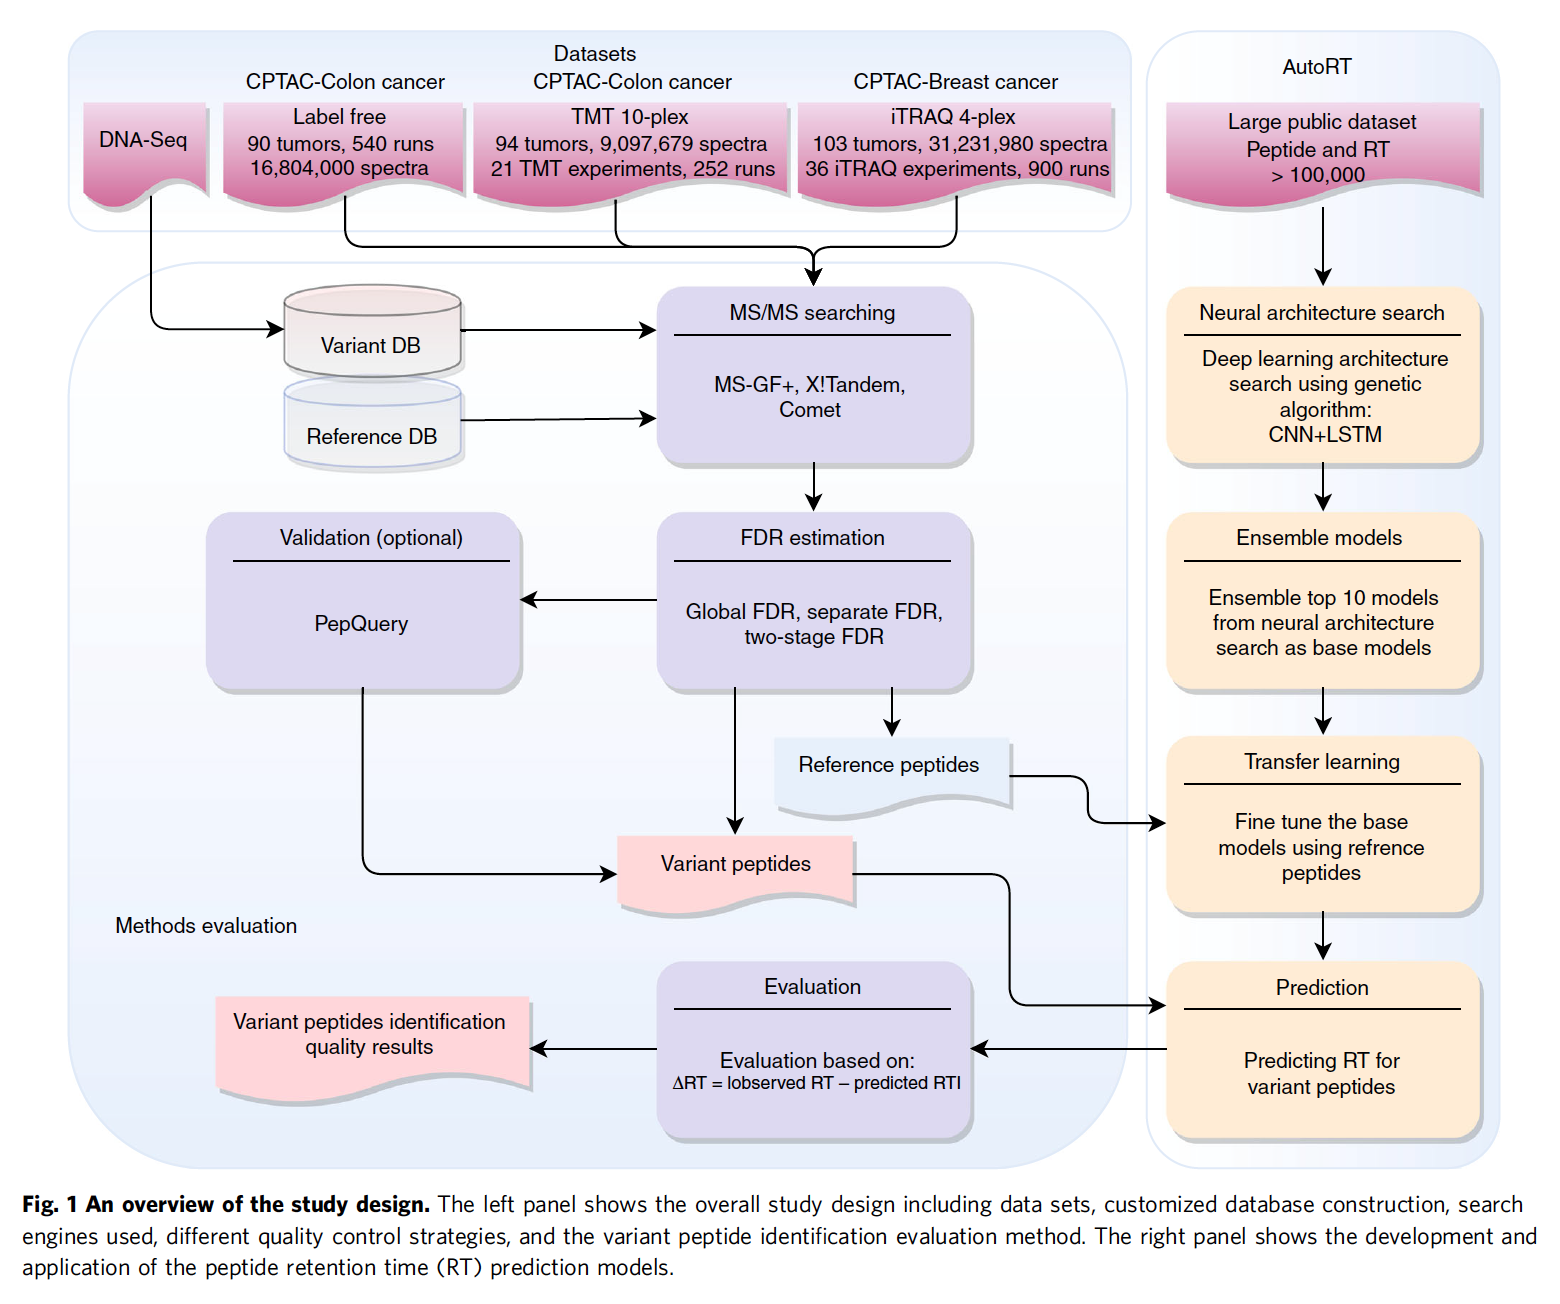 Datasets
CPTAC-Colon cancer
CPTAC-Colon cancer
CPTAC-Breast cancer
DNA-Seq
Label free
90 tumors, 540 runs
16,804,000 spectra
TMT 10-plex
94 tumors, 9,097,679 spectra
21 TMT experiments, 252 runs
iTRAQ 4-plex
103 tumors, 31,231,980 spectra
36 iTRAQ experiments, 900 runs
Variant DB
Reference DB
MS/MS searching
MS-GF+, X!Tandem,
Comet
Validation (optional)
PepQuery
FDR estimation
Global FDR, separate FDR,
two-stage FDR
Reference peptides
Variant peptides
Methods evaluation
Variant peptides identification
quality results
Evaluation
Evaluation based on:
ΔRT = lobserved RT – predicted RTl
AutoRT
Large public dataset
Peptide and RT
> 100,000
Neural architecture search
Deep learning architecture
search using genetic
algorithm:
CNN+LSTM
Ensemble models
Ensemble top 10 models
from neural architecture
search as base models
Transfer learning
Fine tune the base
models using refrence
peptides
Prediction
Predicting RT for
variant peptides
Fig. 1 An overview of the study design. The left panel shows the overall study design including data sets, customized database construction, search
engines used, different quality control strategies, and the variant peptide identification evaluation method. The right panel shows the development and
application of the peptide retention time (RT) prediction models.